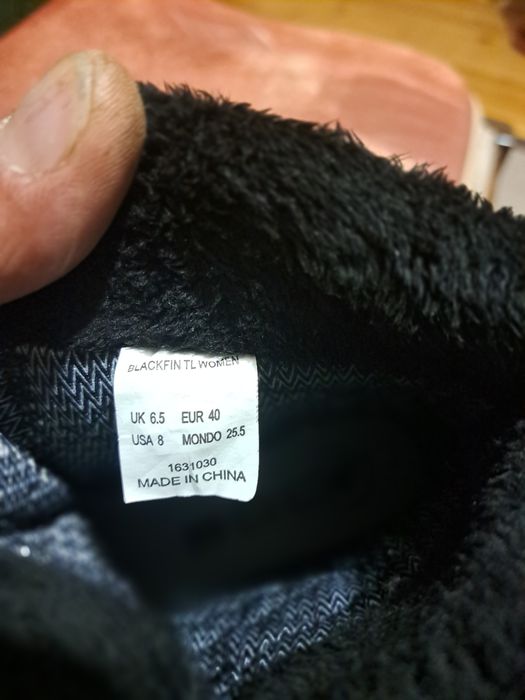 BLACKFIN TL WOMEN
UK 6.5 EUR 40
USA 8 MONDO 25.5
1631030
MADE IN CHINA